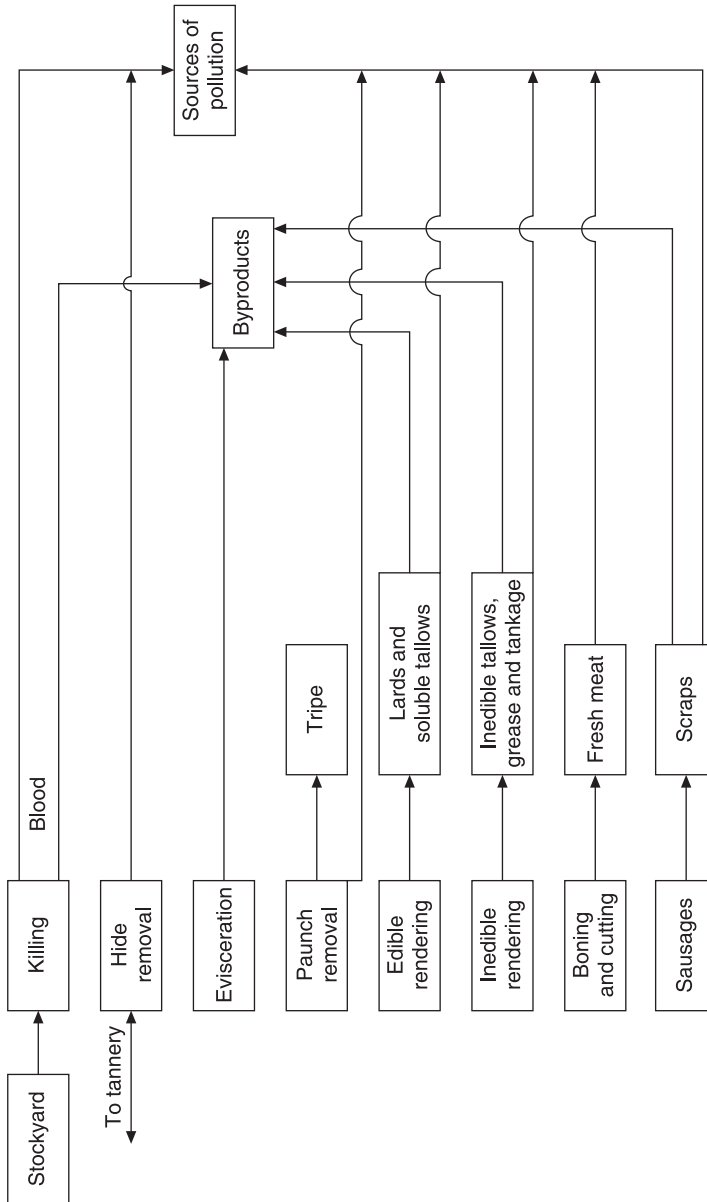 Stockyard
Killing
Blood
To tannery
Hide
removal
Evisceration
Paunch
removal
Tripe
Edible
rendering
Lards and
soluble tallows
Inedible
rendering
Inedible tallows,
grease and tankage
Boning
and cutting
Fresh meat
Sausages
Scraps
Byproducts
Sources of
pollution